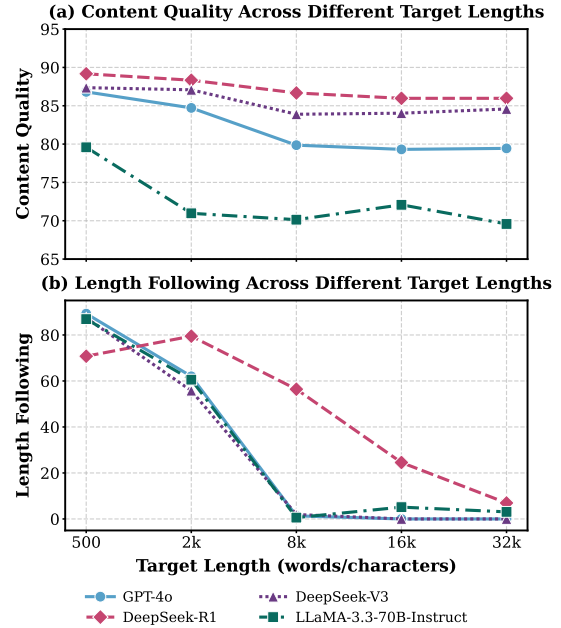 (a) Content Quality Across Different Target Lengths
95
90
85
80
75
70
65
Content Quality
(b) Length Following Across Different Target Lengths
80
60
40
20
0
Length Following
500 2k 8k 16k 32k
Target Length (words/characters)
GPT-4o DeepSeek-V3
DeepSeek-R1 LLaMA-3.3-70B-Instruct